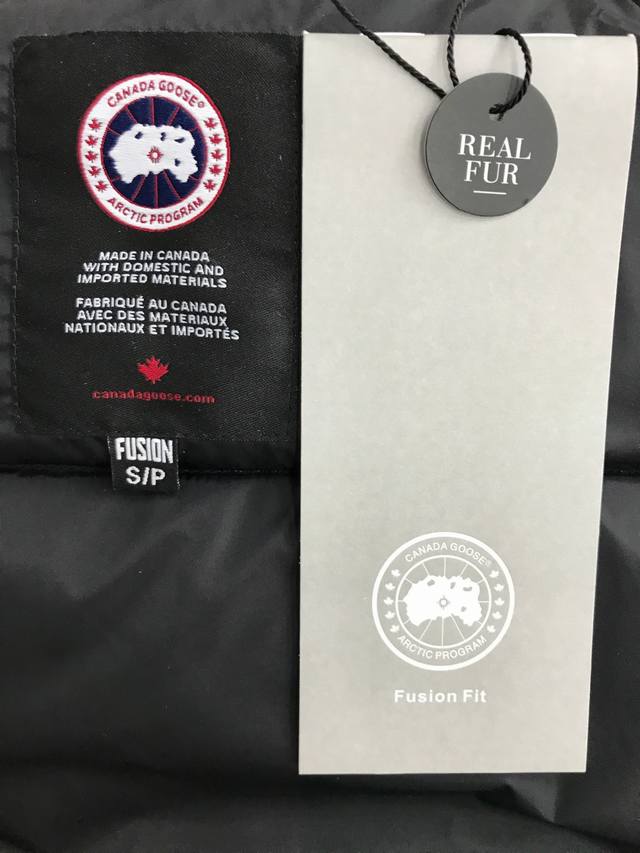 CANADA GOOSE®
ARCTIC PROGRAM
MADE IN CANADA
WITH DOMESTIC AND
IMPORTED MATERIALS
FABRIQUÉ AU CANADA
AVEC DES MATERIAUX
NATIONAUX ET IMPORTÉS
canadagoose.com
FUSION
S/P
REAL
FUR
CANADA GOOSE®
ARCTIC PROGRAM
Fusion Fit